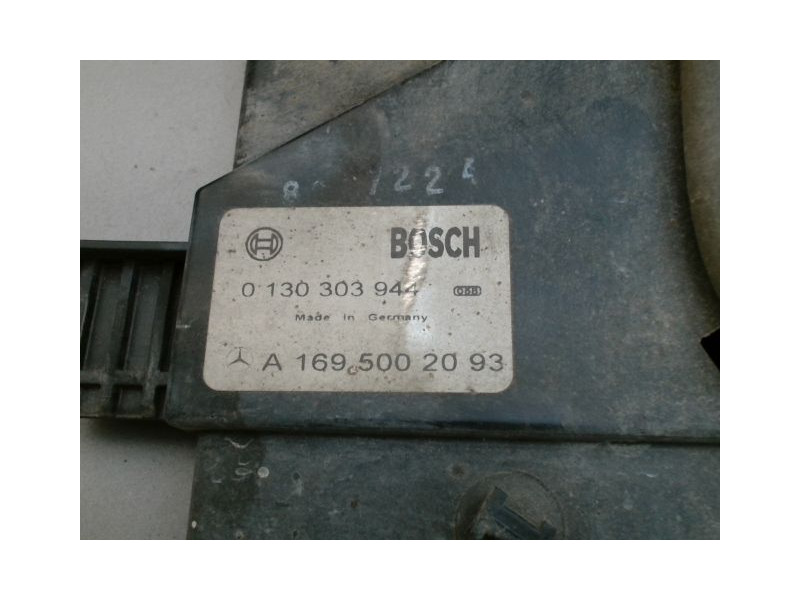 BOSCH
0 130 303 944
Made in Germany
A 169 500 20 93